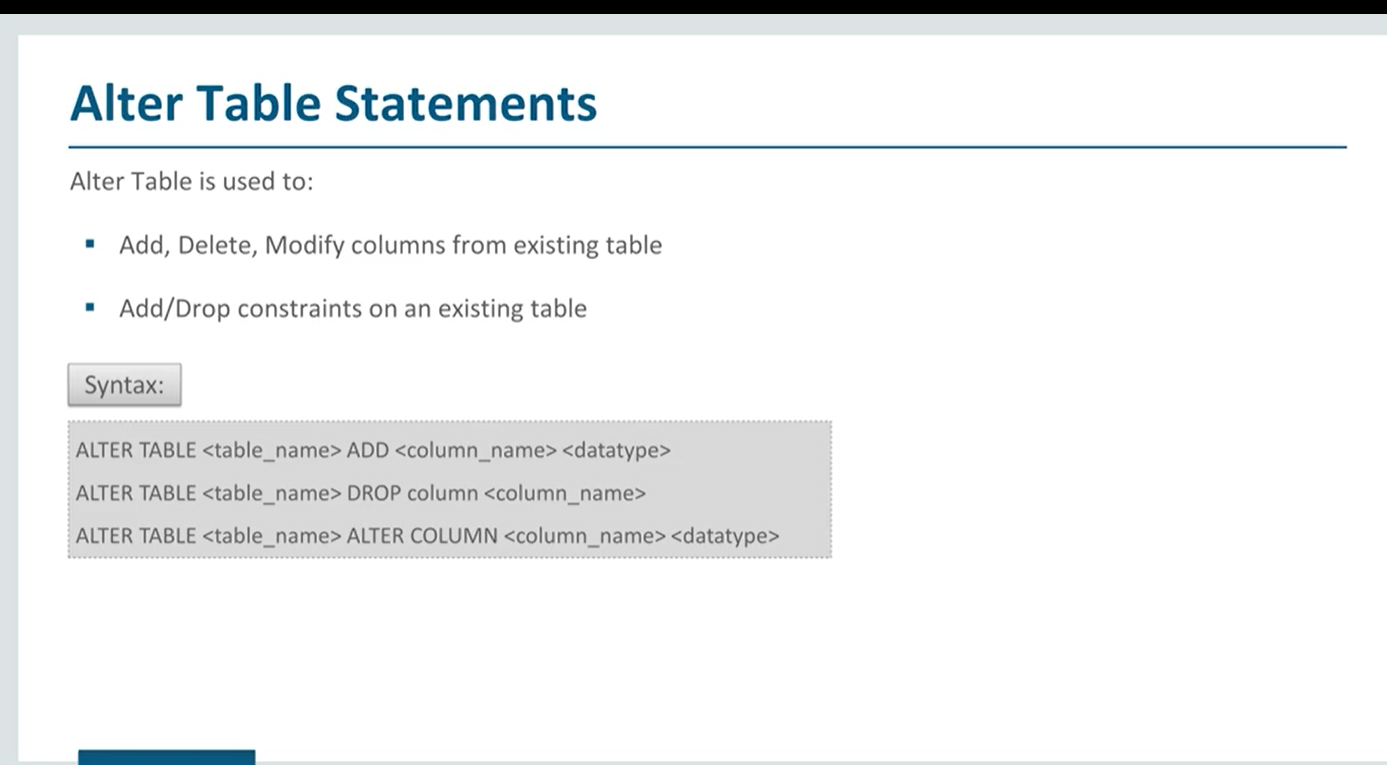 Alter Table Statements
Alter Table is used to:
▪ Add, Delete, Modify columns from existing table
▪ Add/Drop constraints on an existing table
Syntax:
ALTER TABLE <table_name> ADD <column_name> <datatype>
ALTER TABLE <table_name> DROP column <column_name>
ALTER TABLE <table_name> ALTER COLUMN <column_name> <datatype>